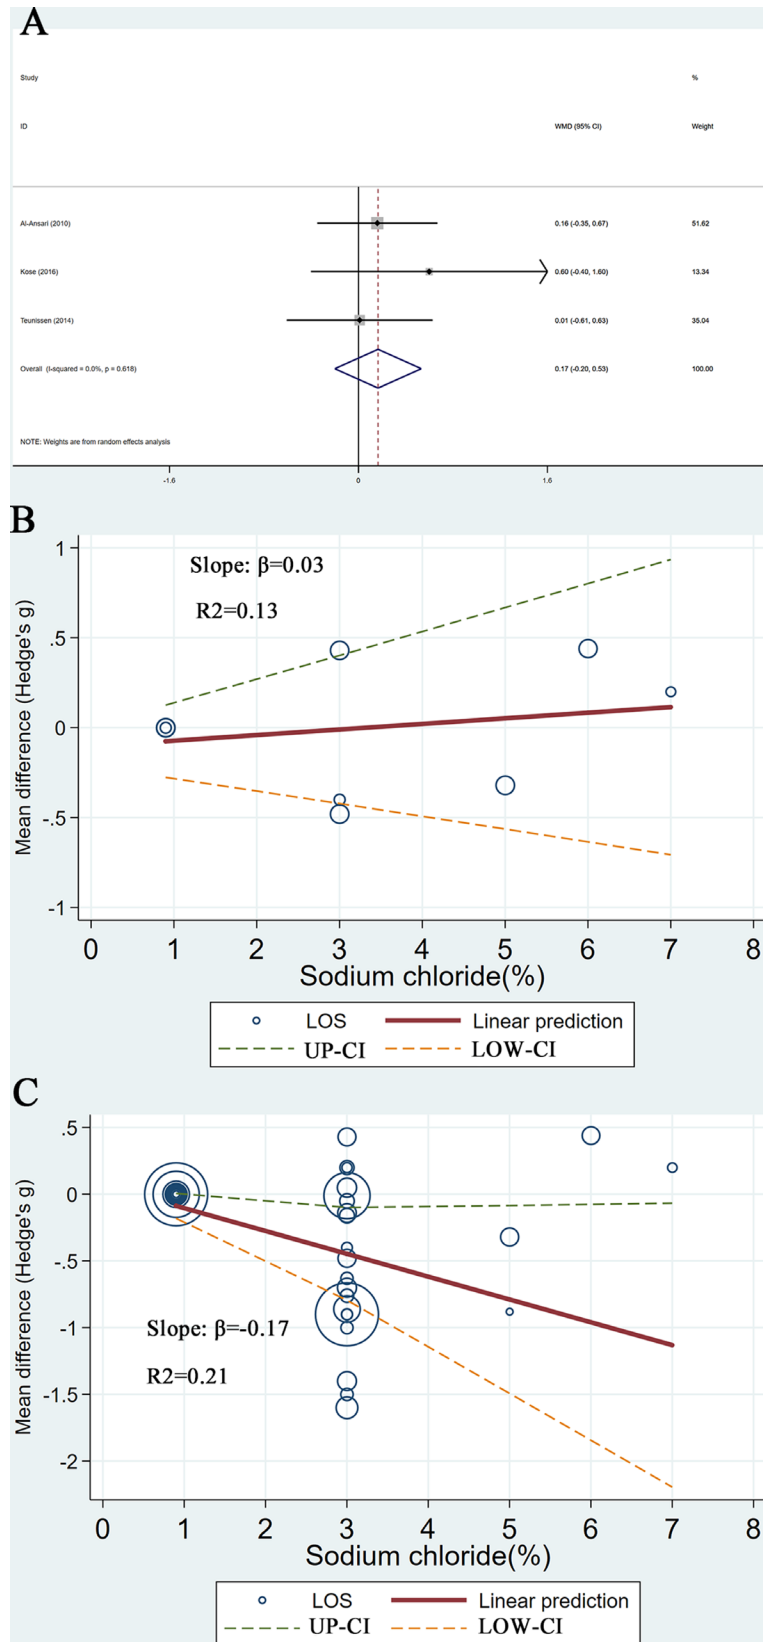 A
Study %
ID WMD (95% CI) Weight
Al-Ansari (2010) 0.16 (-0.35, 0.67) 51.62
Kose (2016) 0.60 (-0.40, 1.60) 13.34
Teunissen (2014) 0.01 (-0.61, 0.63) 35.04
Overall (I-squared = 0.0%, p = 0.618) 0.17 (-0.20, 0.53) 100.00
NOTE: Weights are from random effects analysis
-1.6 0 1.6
B
Slope: β=0.03
R2=0.13
Mean difference (Hedge's g)
1
.5
0
-.5
-1
0 1 2 3 4 5 6 7 8
Sodium chloride(%)
LOS Linear prediction
UP-CI LOW-CI
C
Mean difference (Hedge's g)
.5
0
-.5
-1
-1.5
-2
Slope: β=-0.17
R2=0.21
0 1 2 3 4 5 6 7 8
Sodium chloride(%)
LOS Linear prediction
UP-CI LOW-CI